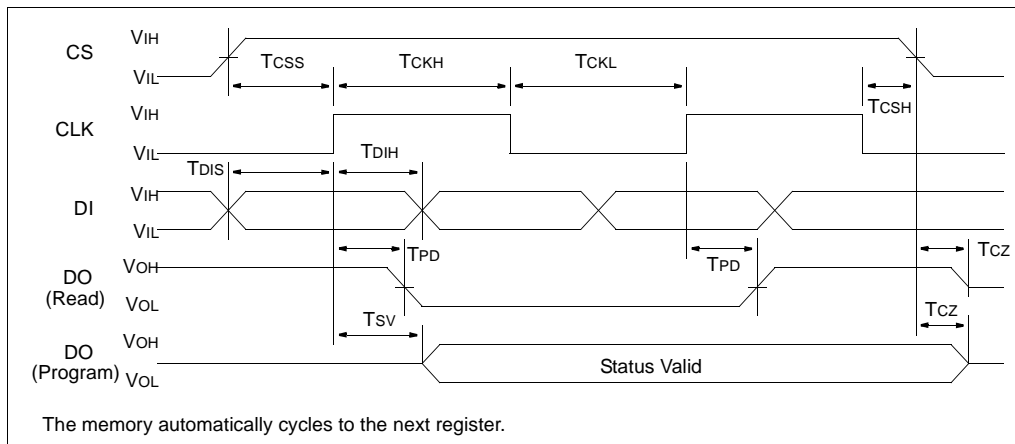 CS VIH
VIL
TCSS TCKH TCKL
TCSH
CLK VIH
VIL
TDIS TDIH
DI VIH
VIL
TPD TPD TCZ
DO
(Read) VOH
VOL
TSV TCZ
DO
(Program) VOH
VOL
Status Valid
The memory automatically cycles to the next register.